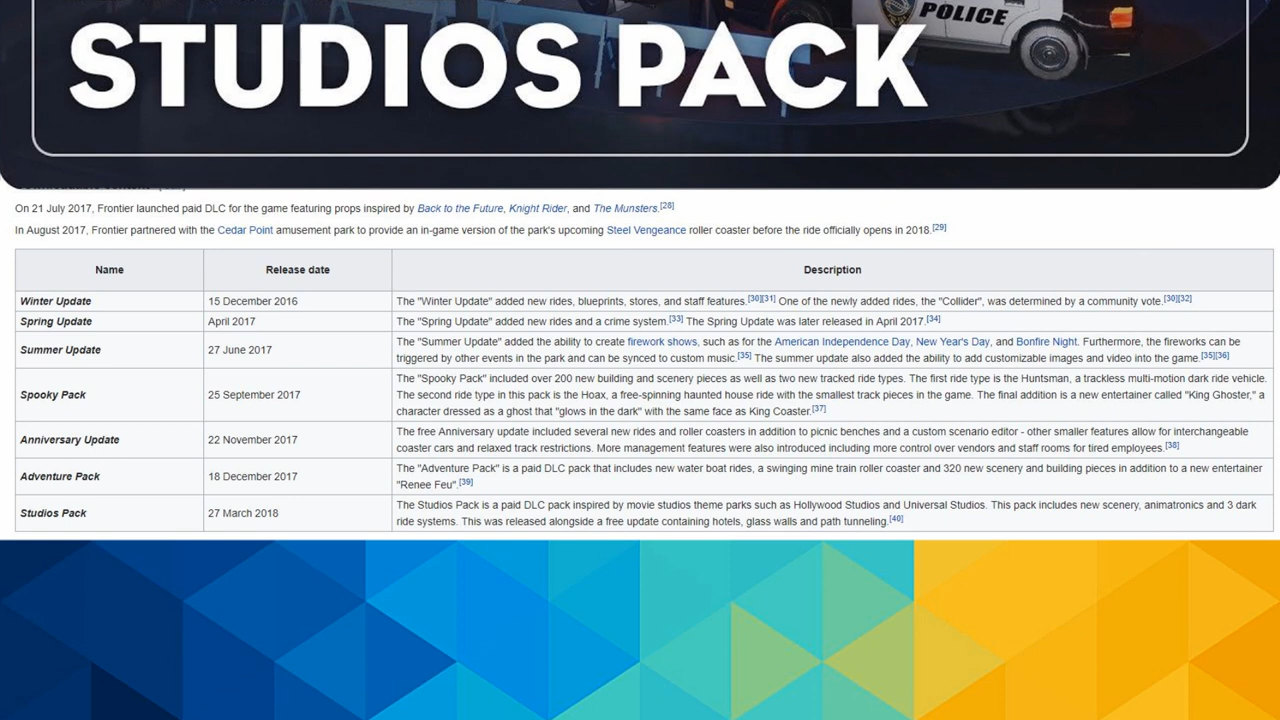 POLICE
STUDIOS PACK
On 21 July 2017, Frontier launched paid DLC for the game featuring props inspired by Back to the Future, Knight Rider, and The Munsters.[28]
In August 2017, Frontier partnered with the Cedar Point amusement park to provide an in-game version of the park's upcoming Steel Vengeance roller coaster before the ride officially opens in 2018.[29]
Name Release date Description
Winter Update 15 December 2016 The "Winter Update" added new rides, blueprints, stores, and staff features.[30][31] One of the newly added rides, the "Collider", was determined by a community vote.[30][32]
Spring Update April 2017 The "Spring Update" added new rides and a crime system.[33] The Spring Update was later released in April 2017.[34]
Summer Update 27 June 2017 The "Summer Update" added the ability to create firework shows, such as for the American Independence Day, New Year's Day, and Bonfire Night. Furthermore, the fireworks can be
triggered by other events in the park and can be synced to custom music.[35] The summer update also added the ability to add customizable images and video into the game.[35][36]
Spooky Pack 25 September 2017 The "Spooky Pack" included over 200 new building and scenery pieces as well as two new tracked ride types. The first ride type is the Huntsman, a trackless multi-motion dark ride vehicle.
The second ride type in this pack is the Hoax, a free-spinning haunted house ride with the smallest track pieces in the game. The final addition is a new entertainer called "King Ghoster," a
character dressed as a ghost that "glows in the dark" with the same face as King Coaster.[37]
Anniversary Update 22 November 2017 The free Anniversary update included several new rides and roller coasters in addition to picnic benches and a custom scenario editor - other smaller features allow for interchangeable
coaster cars and relaxed track restrictions. More management features were also introduced including more control over vendors and staff rooms for tired employees.[38]
Adventure Pack 18 December 2017 The "Adventure Pack" is a paid DLC pack that includes new water boat rides, a swinging mine train roller coaster and 320 new scenery and building pieces in addition to a new entertainer
"Renee Feu".[39]
Studios Pack 27 March 2018 The Studios Pack is a paid DLC pack inspired by movie studios theme parks such as Hollywood Studios and Universal Studios. This pack includes new scenery, animatronics and 3 dark
ride systems. This was released alongside a free update containing hotels, glass walls and path tunneling.[40]